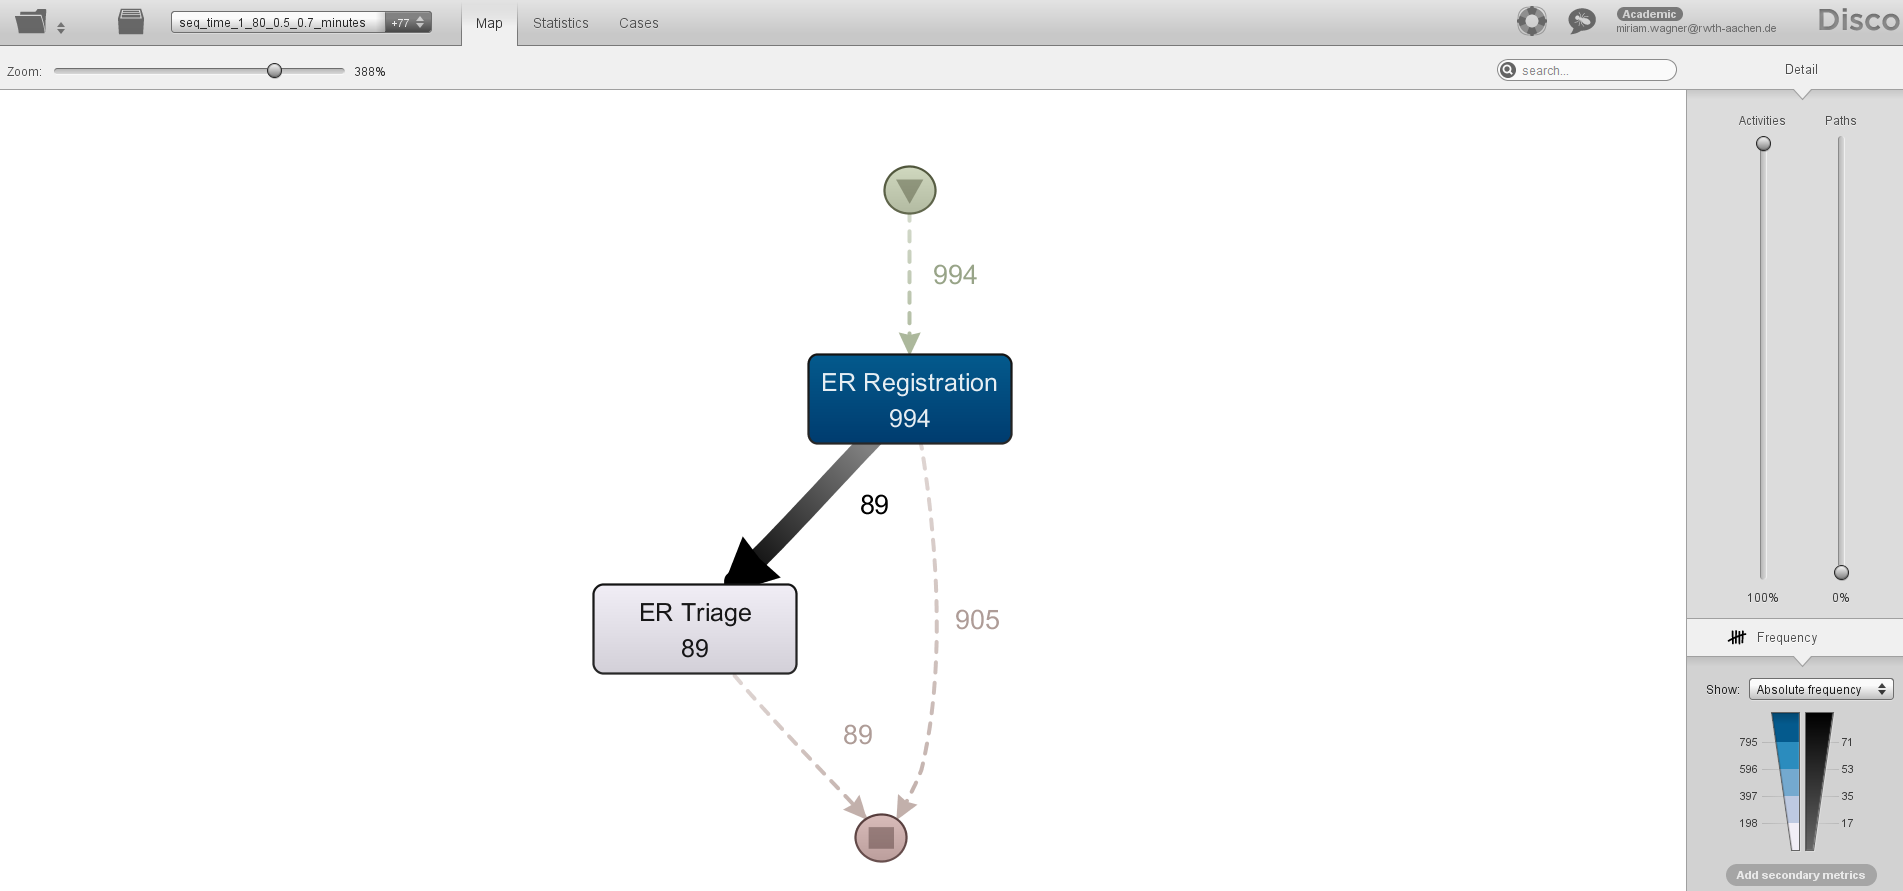 seq_time_1_80_0.5_0.7_minutes +77
Map Statistics Cases
Academic
miriam.wagner@rwth-aachen.de
Disco
Zoom: 388%
search...
Detail
Activities Paths
994
ER Registration
994
89
ER Triage
89
905
89
100% 0%
Frequency
Show: Absolute frequency
795 71
596 53
397 35
198 17
Add secondary metrics